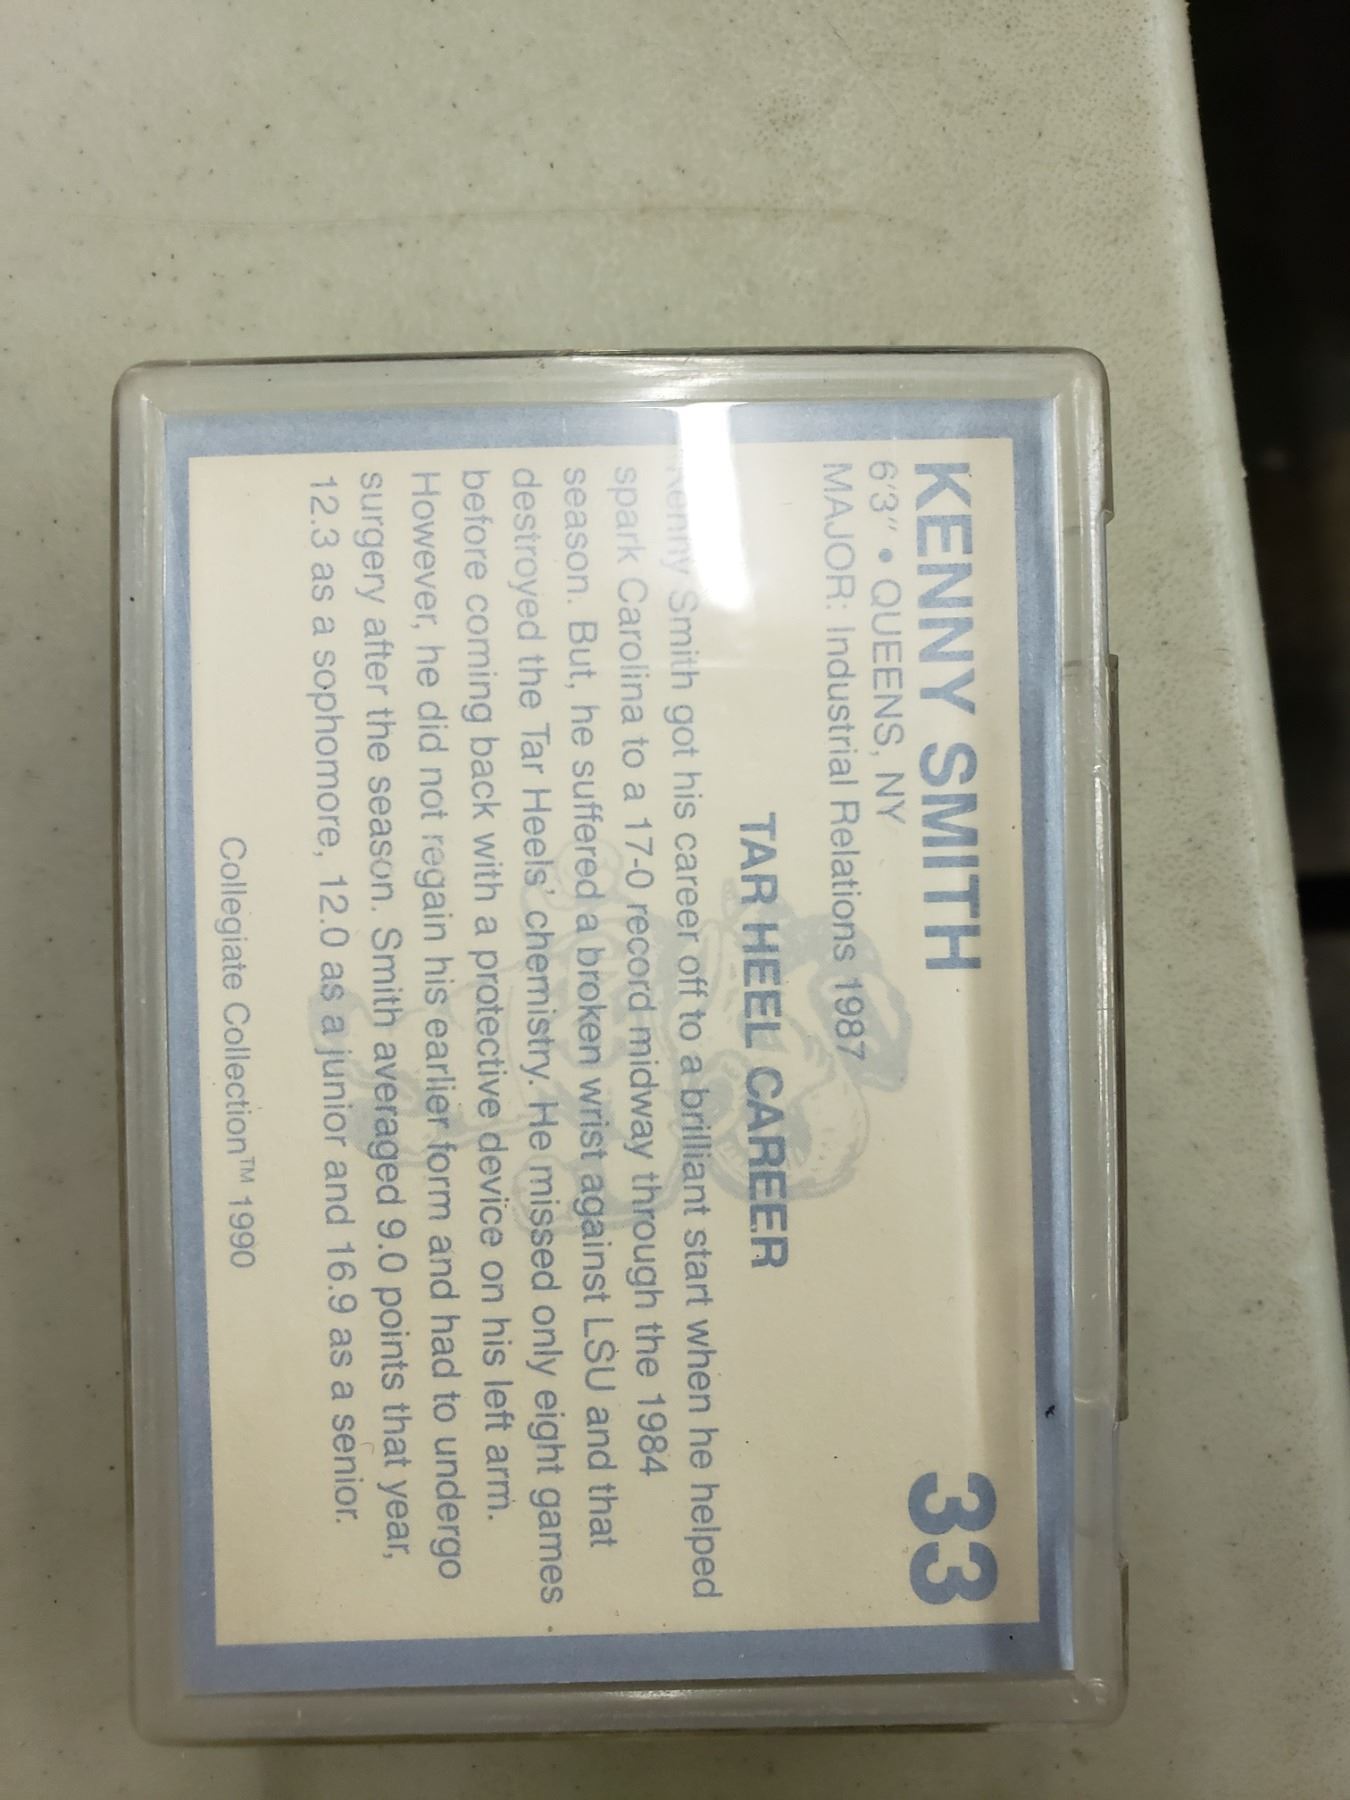 KENNY SMITH 33
6'3" • QUEENS, NY
MAJOR: Industrial Relations 1987
TAR HEEL CAREER
Kenny Smith got his career off to a brilliant start when he helped
spark Carolina to a 17-0 record midway through the 1984
season. But, he suffered a broken wrist against LSU and that
destroyed the Tar Heels' chemistry. He missed only eight games
before coming back with a protective device on his left arm.
However, he did not regain his earlier form and had to undergo
surgery after the season. Smith averaged 9.0 points that year,
12.3 as a sophomore, 12.0 as a junior and 16.9 as a senior.
Collegiate Collection™ 1990